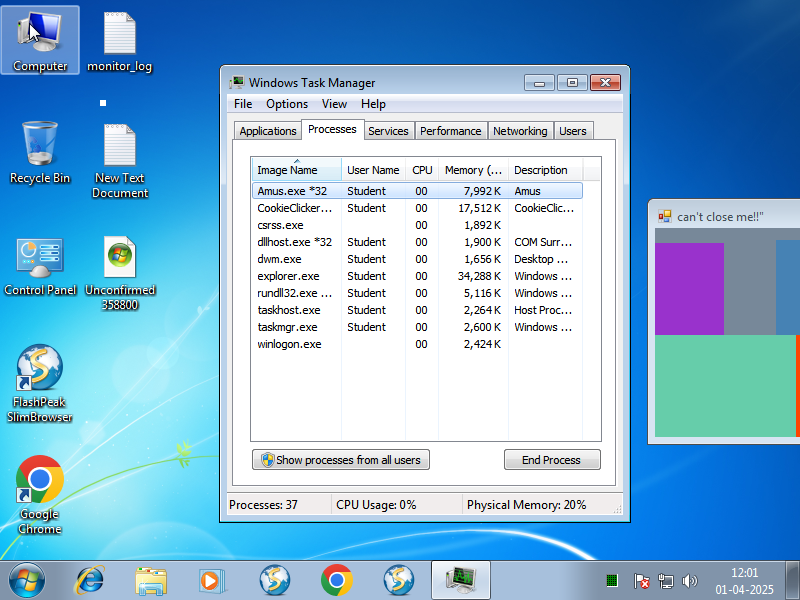 Computer
monitor_log
Recycle Bin
New Text
Document
Control Panel
Unconfirmed
358800
FlashPeak
SlimBrowser
Google
Chrome
Windows Task Manager
File Options View Help
Applications Processes Services Performance Networking Users
Image Name User Name CPU Memory (... Description
Amus.exe *32 Student 00 7,992 K Amus
CookieClicker... Student 00 17,512 K CookieClic...
csrss.exe 00 1,892 K
dllhost.exe *32 Student 00 1,900 K COM Surr...
dwm.exe Student 00 1,656 K Desktop ...
explorer.exe Student 00 34,288 K Windows ...
rundll32.exe ... Student 00 5,116 K Windows ...
taskhost.exe Student 00 2,264 K Host Proc...
taskmgr.exe Student 00 2,600 K Windows ...
winlogon.exe 00 2,424 K
Show processes from all users End Process
Processes: 37 CPU Usage: 0% Physical Memory: 20%
can't close me!!"
12:01
01-04-2025